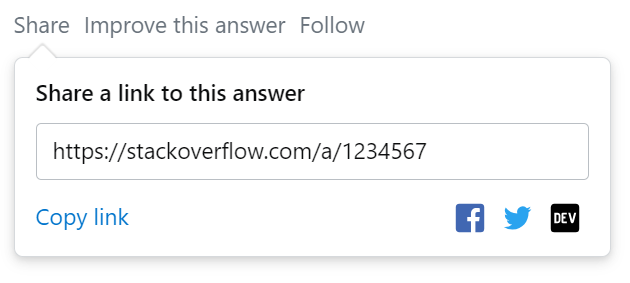 Share Improve this answer Follow
Share a link to this answer
https://stackoverflow.com/a/1234567
Copy link DEV